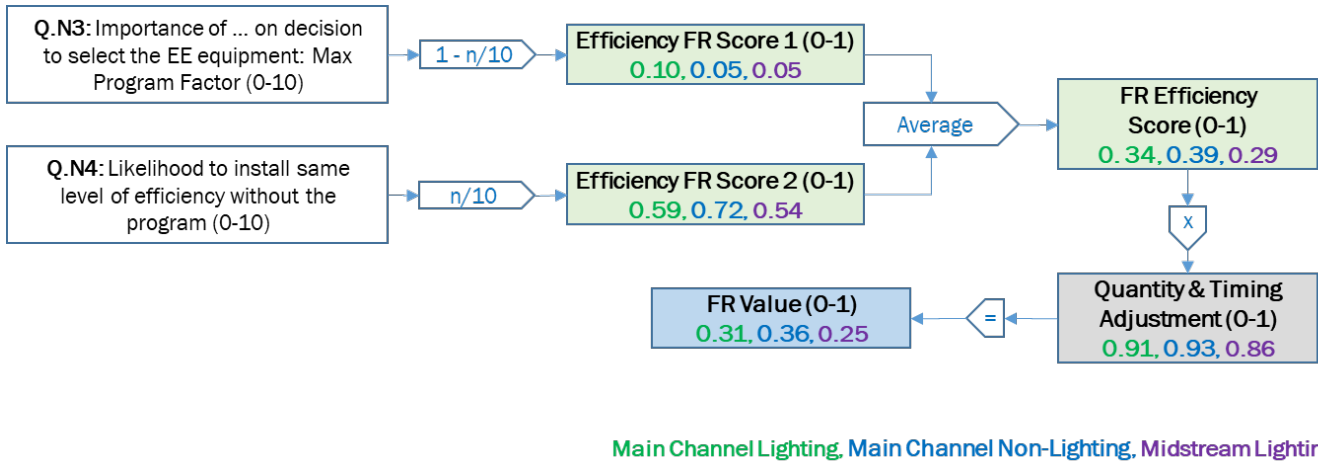 Q.N3: Importance of ... on decision
to select the EE equipment: Max
Program Factor (0-10)
1 - n/10
Efficiency FR Score 1 (0-1)
0.10, 0.05, 0.05
Q.N4: Likelihood to install same
level of efficiency without the
program (0-10)
n/10
Efficiency FR Score 2 (0-1)
0.59, 0.72, 0.54
Average
FR Efficiency
Score (0-1)
0. 34, 0.39, 0.29
x
Quantity & Timing
Adjustment (0-1)
0.91, 0.93, 0.86
=
FR Value (0-1)
0.31, 0.36, 0.25
Main Channel Lighting, Main Channel Non-Lighting, Midstream Lightin